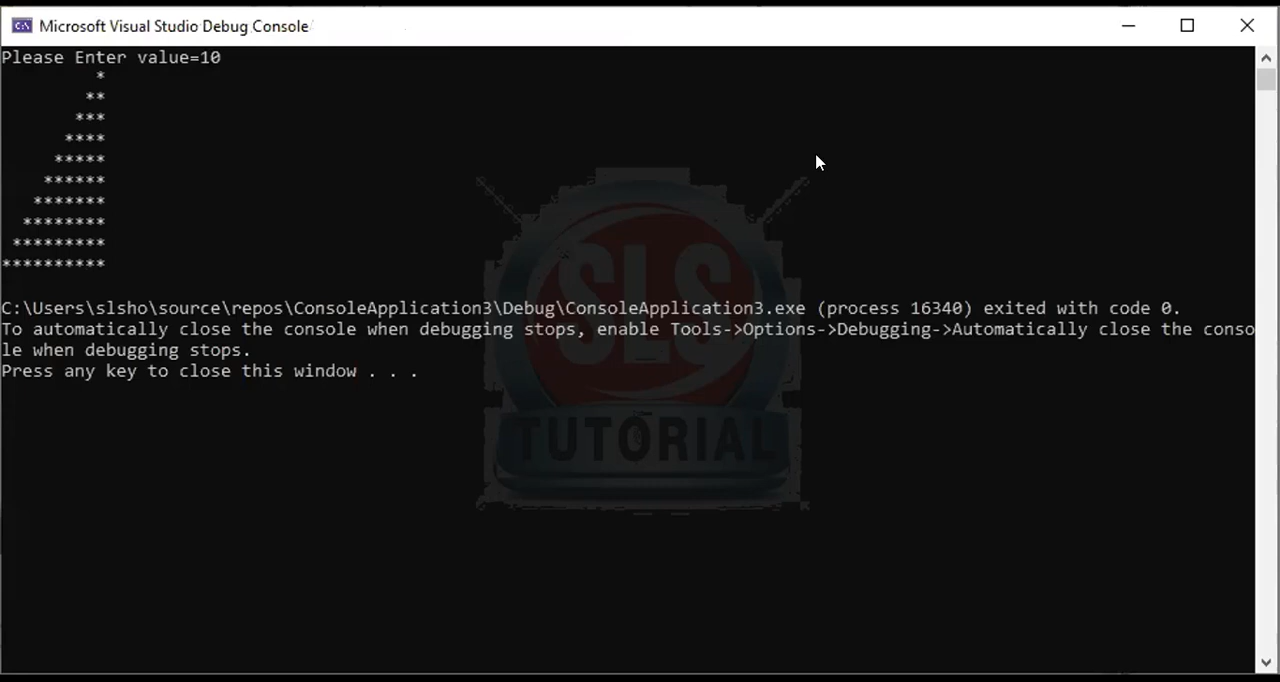 Microsoft Visual Studio Debug Console
Please Enter value=10
         *
        **
       ***
      ****
     *****
    ******
   *******
  ********
 *********
**********
C:\Users\slsho\source\repos\ConsoleApplication3\Debug\ConsoleApplication3.exe (process 16340) exited with code 0.
To automatically close the console when debugging stops, enable Tools->Options->Debugging->Automatically close the conso
le when debugging stops.
Press any key to close this window . . .
SLS
TUTORIAL